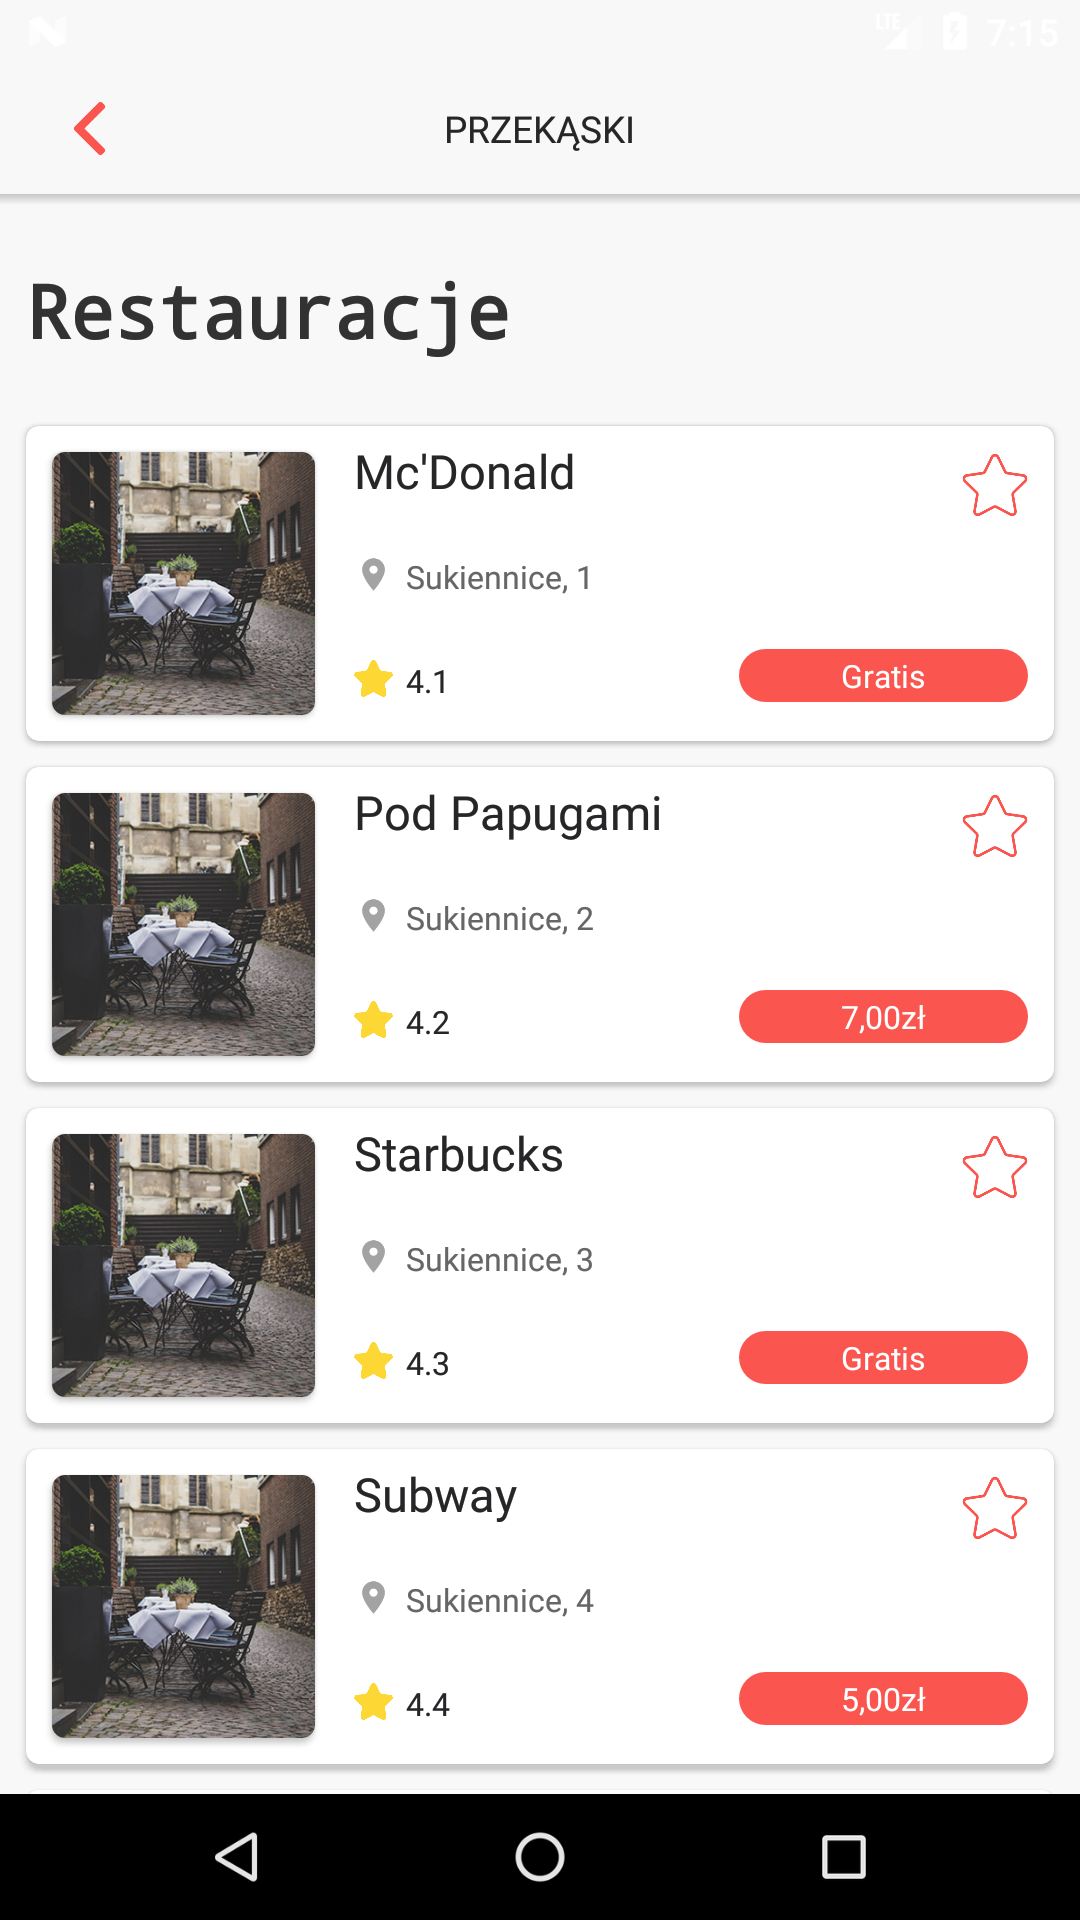 LTE 7:15
PRZEKĄSKI
Restauracje
Mc'Donald
Sukiennice, 1
4.1 Gratis
Pod Papugami
Sukiennice, 2
4.2 7,00zł
Starbucks
Sukiennice, 3
4.3 Gratis
Subway
Sukiennice, 4
4.4 5,00zł